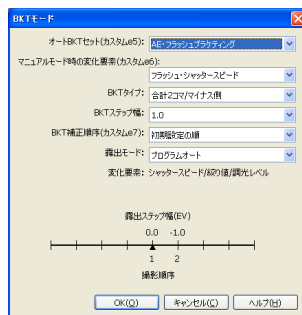 BKTモード
オートBKTセット(カスタムe5):
AE・フラッシュブラケティング
マニュアルモード時の変化要素(カスタムe6):
フラッシュ・シャッタースピード
BKTタイプ:
合計2コマ/マイナス側
BKTステップ幅:
1.0
BKT補正順序(カスタムe7):
初期設定の順
露出モード:
プログラムオート
変化要素: シャッタースピード/絞り値/調光レベル
露出ステップ幅(EV)
0.0 -1.0
1 2
撮影順序
OK(O) キャンセル(C) ヘルプ(H)